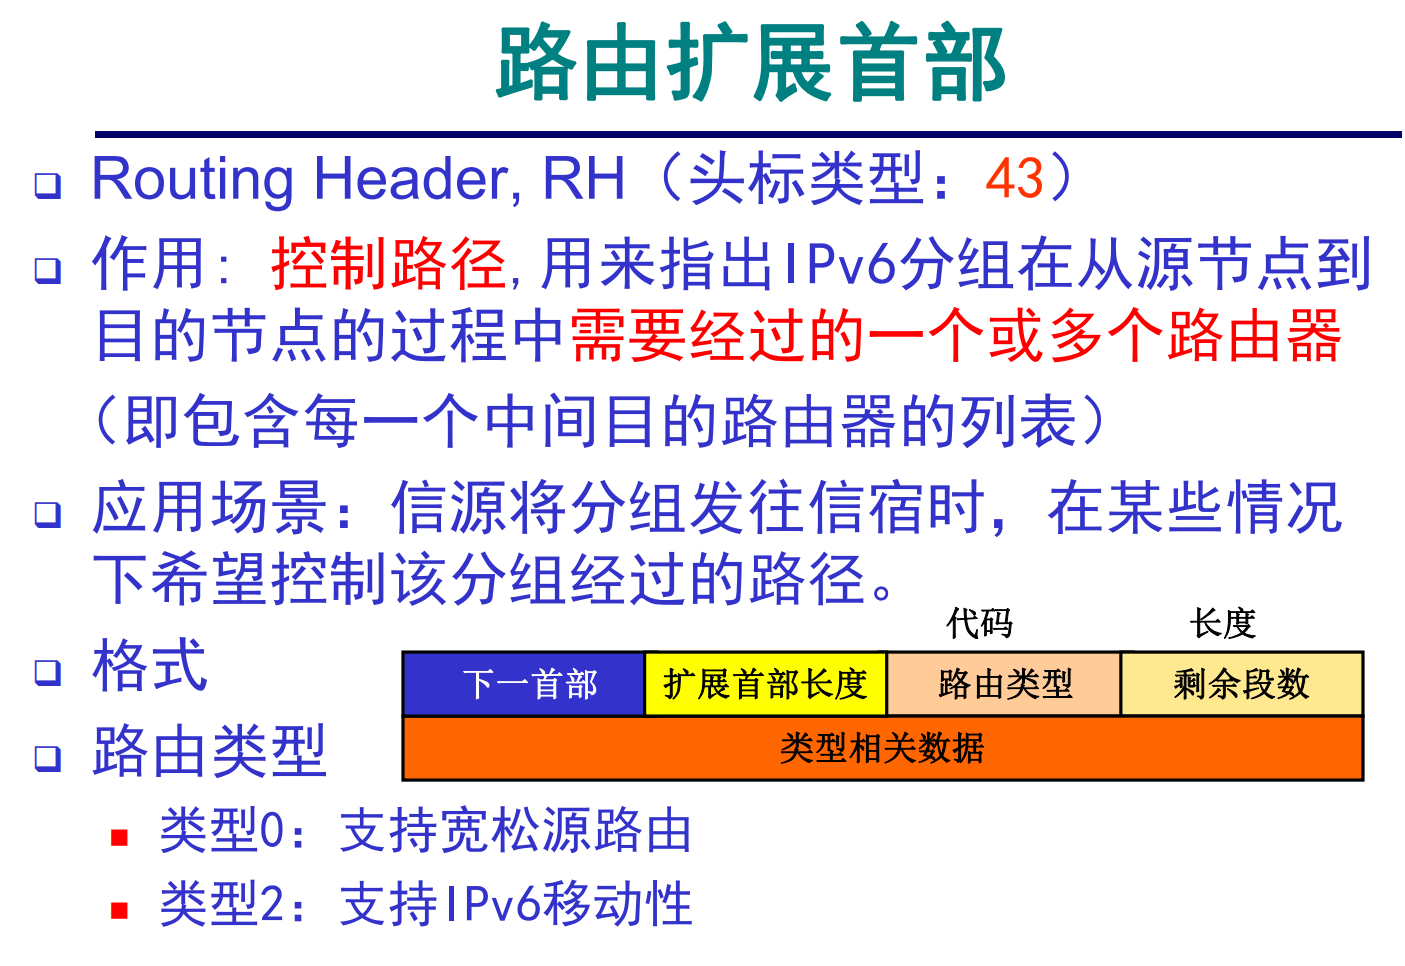 路由扩展首部
Routing Header, RH（头标类型：43）
作用: 控制路径,用来指出IPv6分组在从源节点到
目的节点的过程中需要经过的一个或多个路由器
（即包含每一个中间目的路由器的列表）
应用场景：信源将分组发往信宿时，在某些情况
下希望控制该分组经过的路径。
代码 长度
格式
下一首部 扩展首部长度 路由类型 剩余段数
类型相关数据
路由类型
类型0：支持宽松源路由
类型2：支持IPv6移动性